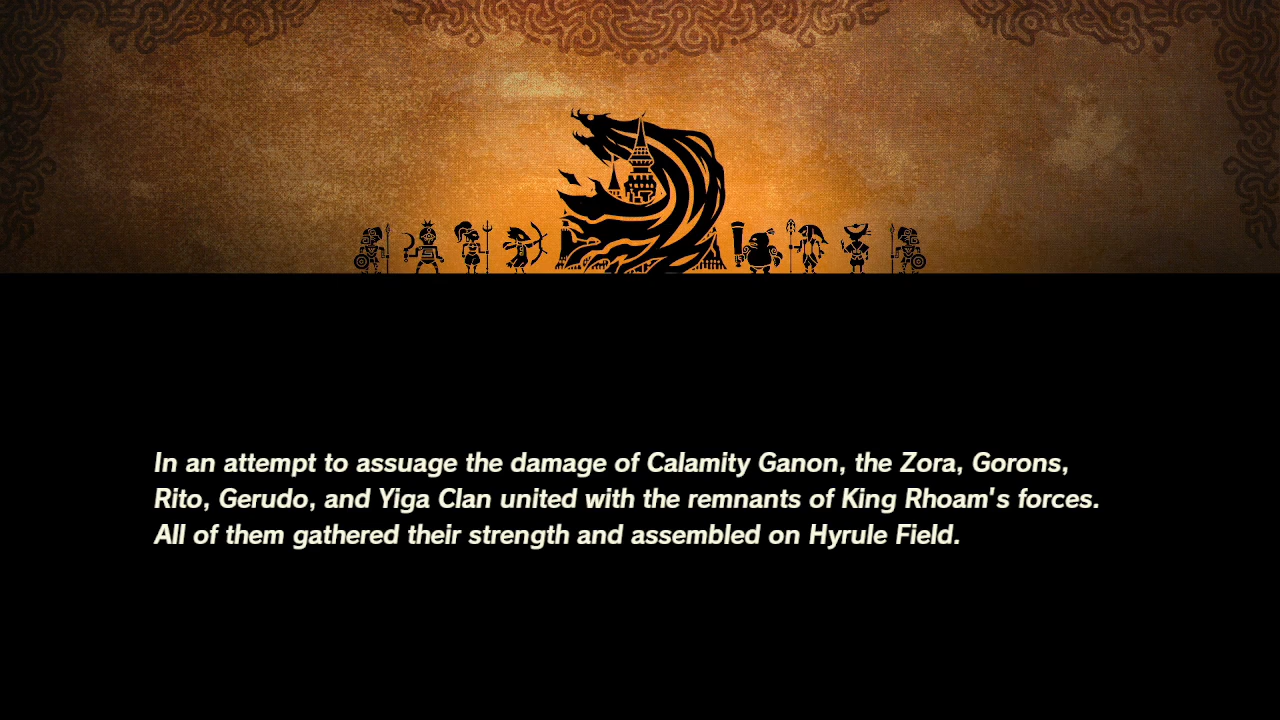 In an attempt to assuage the damage of Calamity Ganon, the Zora, Gorons,
Rito, Gerudo, and Yiga Clan united with the remnants of King Rhoam's forces.
All of them gathered their strength and assembled on Hyrule Field.